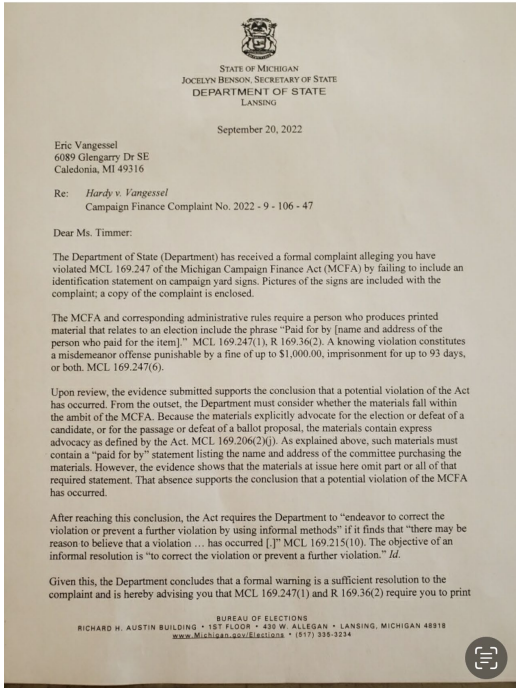 STATE OF MICHIGAN
JOCELYN BENSON, SECRETARY OF STATE
DEPARTMENT OF STATE
LANSING
September 20, 2022
Eric Vangessel
6089 Glengarry Dr SE
Caledonia, MI 49316
Re: Hardy v. Vangessel
Campaign Finance Complaint No. 2022 - 9 - 106 - 47
Dear Ms. Timmer:
The Department of State (Department) has received a formal complaint alleging you have
violated MCL 169.247 of the Michigan Campaign Finance Act (MCFA) by failing to include an
identification statement on campaign yard signs. Pictures of the signs are included with the
complaint; a copy of the complaint is enclosed.
The MCFA and corresponding administrative rules require a person who produces printed
material that relates to an election include the phrase "Paid for by [name and address of the
person who paid for the item]." MCL 169.247(1), R 169.36(2). A knowing violation constitutes
a misdemeanor offense punishable by a fine of up to $1,000.00, imprisonment for up to 93 days,
or both. MCL 169.247(6).
Upon review, the evidence submitted supports the conclusion that a potential violation of the Act
has occurred. From the outset, the Department must consider whether the materials fall within
the ambit of the MCFA. Because the materials explicitly advocate for the election or defeat of a
candidate, or for the passage or defeat of a ballot proposal, the materials contain express
advocacy as defined by the Act. MCL 169.206(2)(j). As explained above, such materials must
contain a "paid for by" statement listing the name and address of the committee purchasing the
materials. However, the evidence shows that the materials at issue here omit part or all of that
required statement. That absence supports the conclusion that a potential violation of the MCFA
has occurred.
After reaching this conclusion, the Act requires the Department to "endeavor to correct the
violation or prevent a further violation by using informal methods" if it finds that "there may be
reason to believe that a violation ... has occurred [.]" MCL 169.215(10). The objective of an
informal resolution is "to correct the violation or prevent a further violation." Id.
Given this, the Department concludes that a formal warning is a sufficient resolution to the
complaint and is hereby advising you that MCL 169.247(1) and R 169.36(2) require you to print
BUREAU OF ELECTIONS
RICHARD H. AUSTIN BUILDING • 1ST FLOOR • 430 W. ALLEGAN • LANSING, MICHIGAN 48918
www.Michigan.gov/Elections • (517) 335-3234